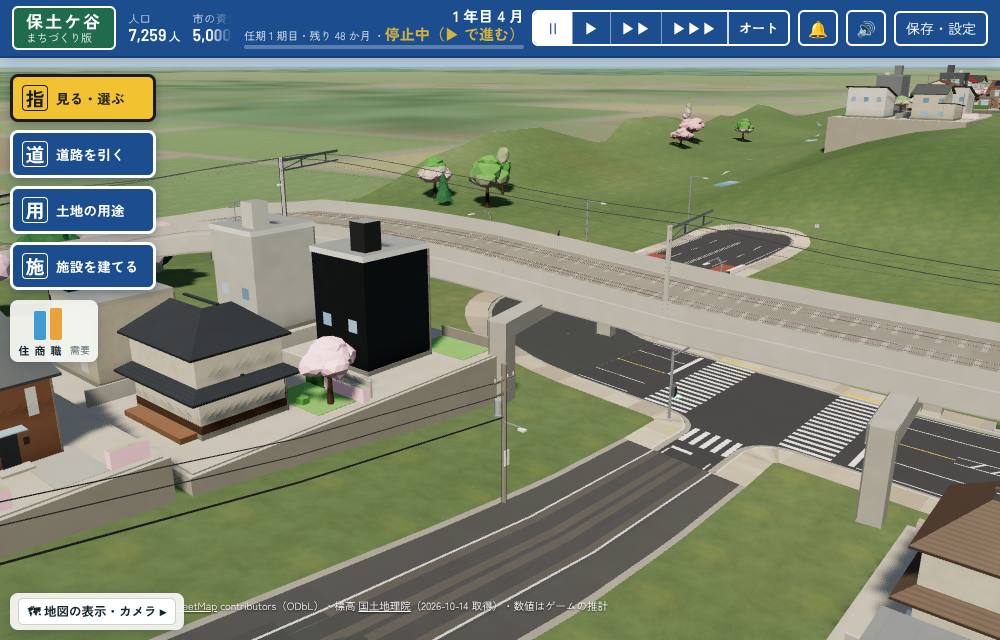 保土ケ谷
まちづくり版
人口
7,259人
市の資
5,000
1年目4月
任期1期目・残り 48 か月 ・停止中（▶ で進む）
オート
保存・設定
指 見る・選ぶ
道 道路を引く
用 土地の用途
施 施設を建てる
住 商 職 需要
地図の表示・カメラ ▸
eetMap contributors（ODbL）・標高 国土地理院（2026-10-14 取得）・数値はゲームの推計